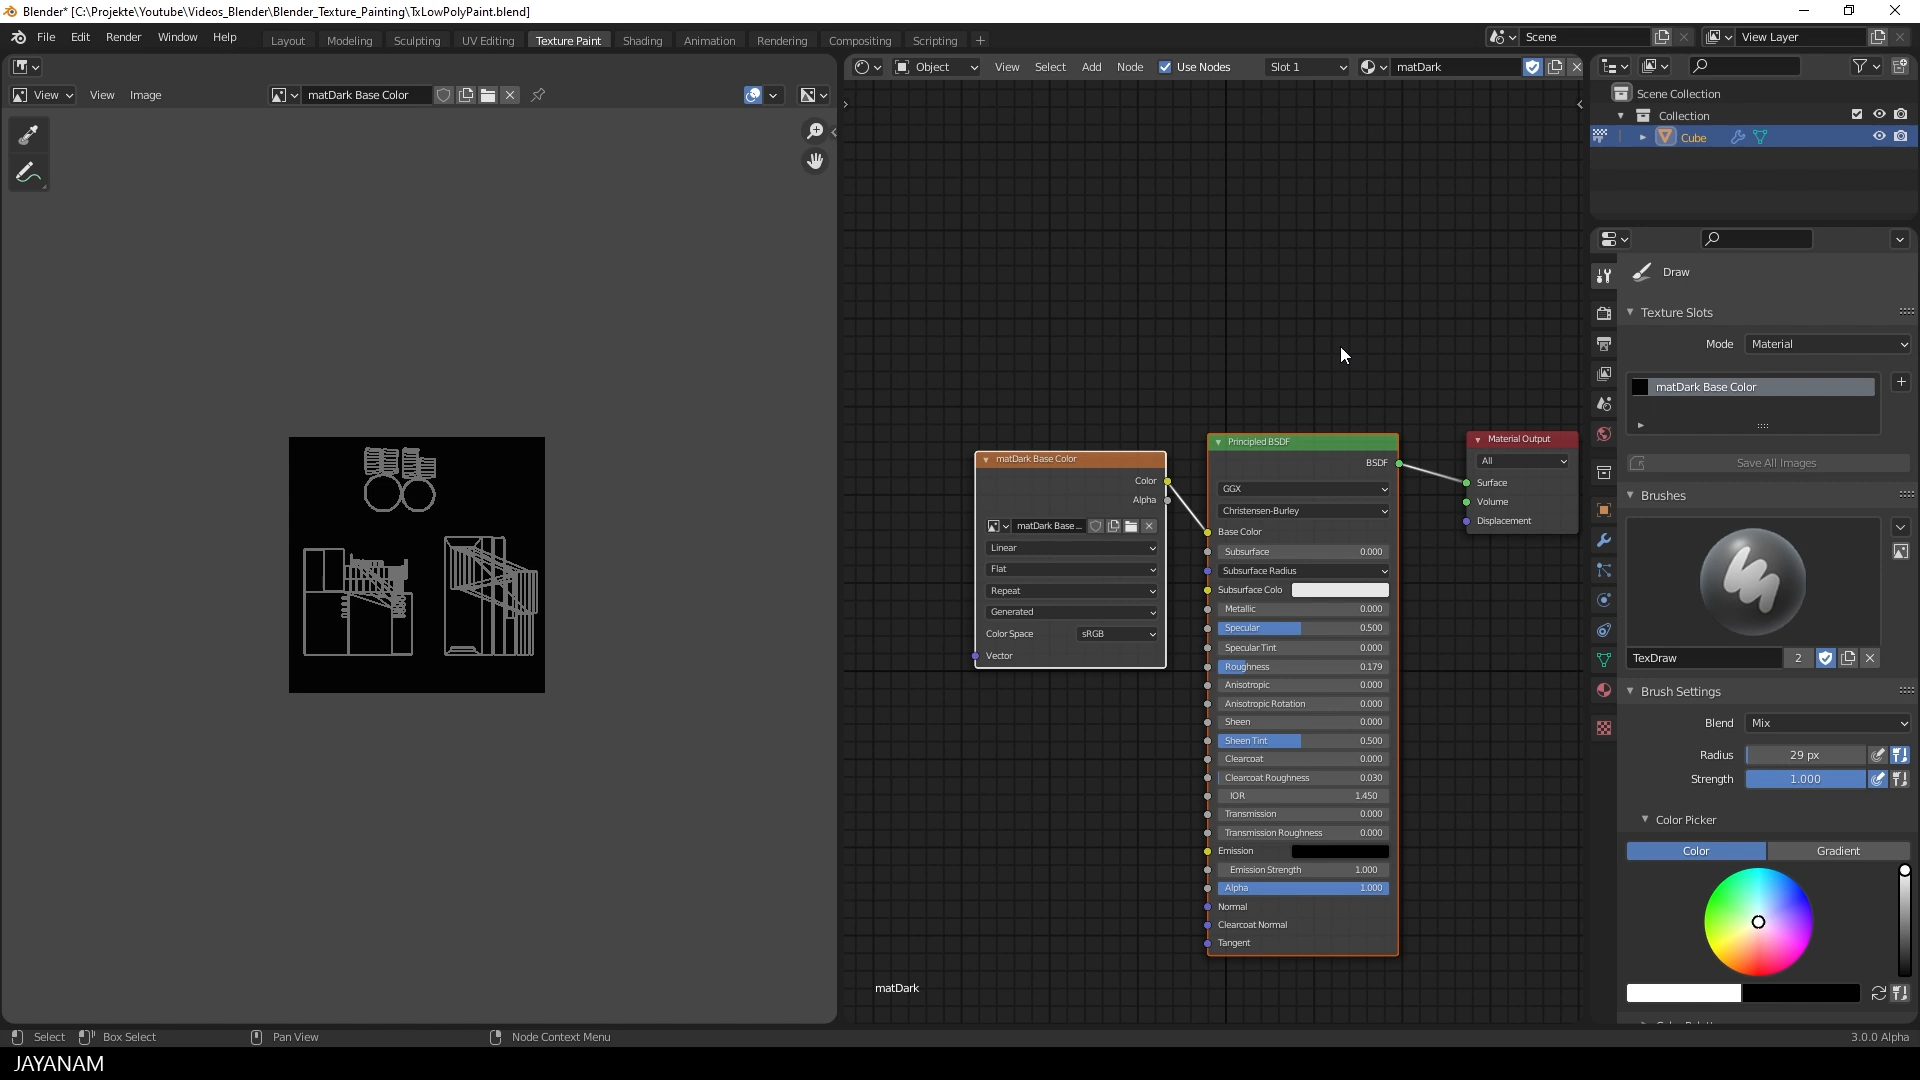 Blender* [C:\Projekte\Youtube\Videos_Blender\Blender_Texture_Painting\TxLowPolyPaint.blend]
File Edit Render Window Help Layout Modeling Sculpting UV Editing Texture Paint Shading Animation Rendering Compositing Scripting Scene View Layer
Object View Select Add Node Use Nodes Slot 1 matDark
View View Image matDark Base Color
Scene Collection
Collection
Cube
Draw
Texture Slots
Mode Material
matDark Base Color
Save All Images
Brushes
TexDraw 2
Brush Settings
Blend Mix
Radius 29 px
Strength 1.000
Color Picker
Color Gradient
matDark Base Color
Color
Alpha
matDark Base ...
Linear
Flat
Repeat
Generated
Color Space sRGB
Vector
Principled BSDF
BSDF
GGX
Christensen-Burley
Base Color
Subsurface 0.000
Subsurface Radius
Subsurface Colo
Metallic 0.000
Specular 0.500
Specular Tint 0.000
Roughness 0.179
Anisotropic 0.000
Anisotropic Rotation 0.000
Sheen 0.000
Sheen Tint 0.500
Clearcoat 0.000
Clearcoat Roughness 0.030
IOR 1.450
Transmission 0.000
Transmission Roughness 0.000
Emission
Emission Strength 1.000
Alpha 1.000
Normal
Clearcoat Normal
Tangent
Material Output
All
Surface
Volume
Displacement
matDark
Select Box Select Pan View Node Context Menu 3.0.0 Alpha
JAYANAM